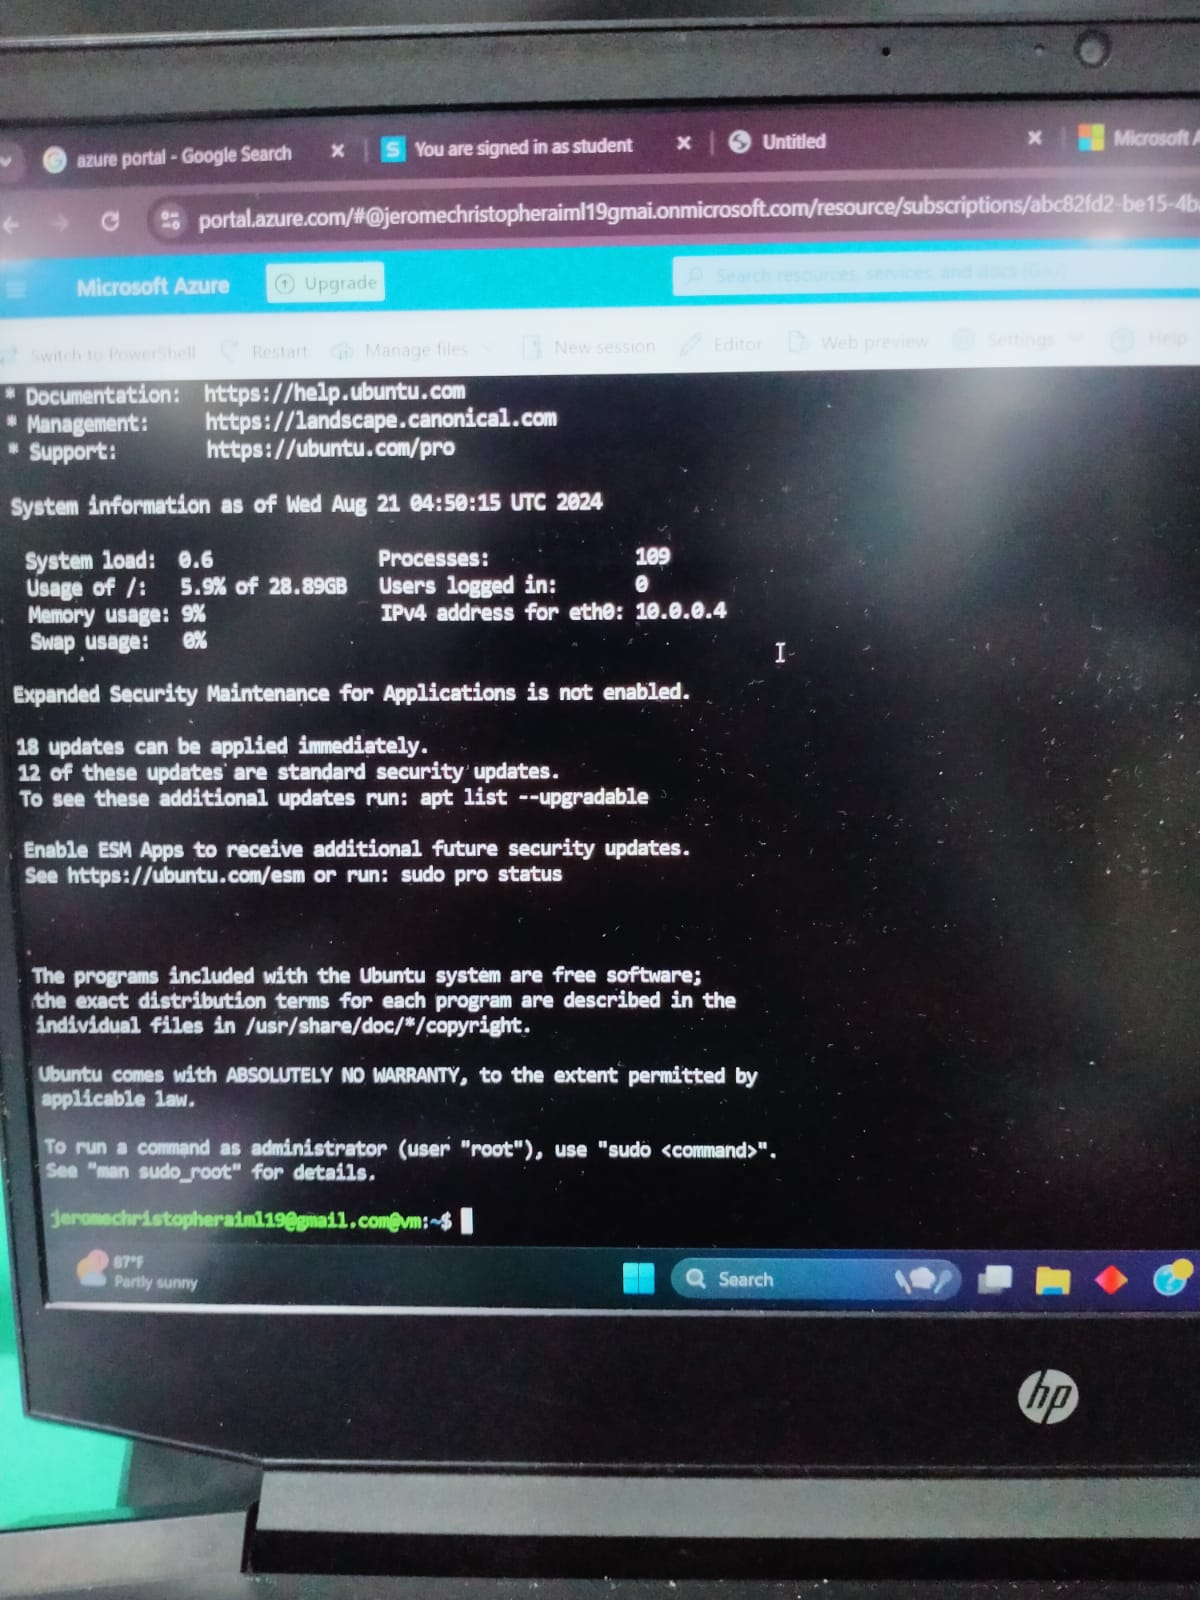 azure portal - Google Search
You are signed in as student
Untitled
Microsoft
portal.azure.com/#@jeromechristopheraiml19gmai.onmicrosoft.com/resource/subscriptions/abc82fd2-be15-4b
Microsoft Azure
Upgrade
Search resources, services, and docs (G+/)
Switch to PowerShell
Restart
Manage files
New session
Editor
Web preview
Settings
Help
* Documentation: https://help.ubuntu.com
* Management: https://landscape.canonical.com
* Support: https://ubuntu.com/pro
System information as of Wed Aug 21 04:50:15 UTC 2024
System load: 0.6 Processes: 109
Usage of /: 5.9% of 28.89GB Users logged in: 0
Memory usage: 9% IPv4 address for eth0: 10.0.0.4
Swap usage: 0%
Expanded Security Maintenance for Applications is not enabled.
18 updates can be applied immediately.
12 of these updates are standard security updates.
To see these additional updates run: apt list --upgradable
Enable ESM Apps to receive additional future security updates.
See https://ubuntu.com/esm or run: sudo pro status
The programs included with the Ubuntu system are free software;
the exact distribution terms for each program are described in the
individual files in /usr/share/doc/*/copyright.
Ubuntu comes with ABSOLUTELY NO WARRANTY, to the extent permitted by
applicable law.
To run a command as administrator (user "root"), use "sudo <command>".
See "man sudo_root" for details.
jeromechristopheraiml19@gmail.com@vm:~$
87°F
Partly sunny
Search
hp